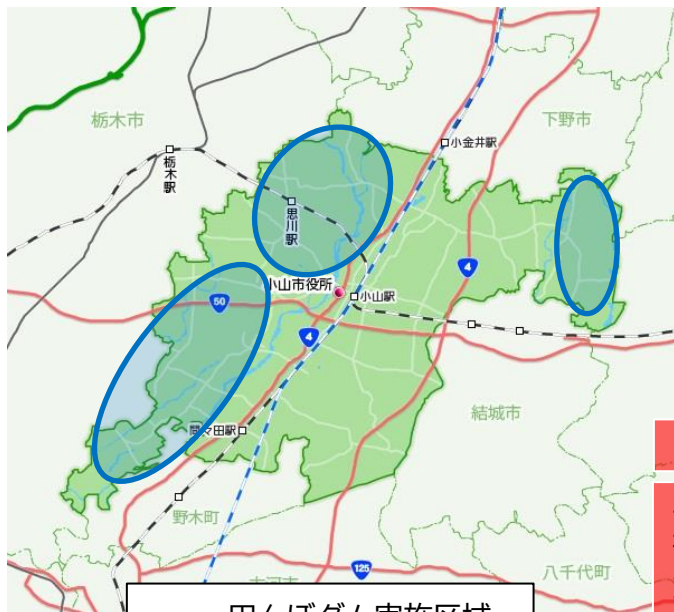 栃木市
下野市
小金井駅
栃木駅
思川駅
小山市役所
小山駅
4
50
4
結城市
間々田駅
野木町
八千代町
125
田んぼダム実施区域